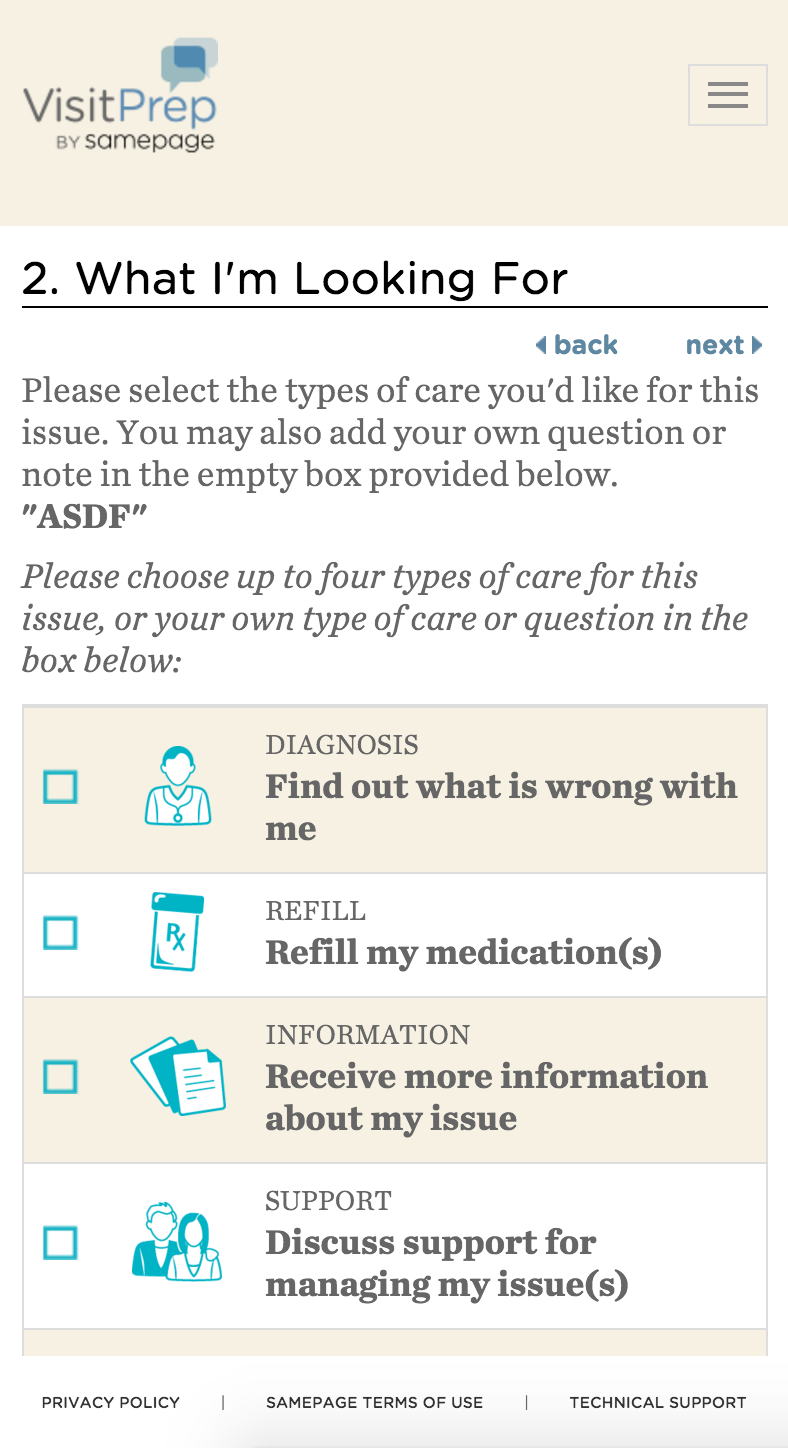 VisitPrep
BY samepage
2. What I'm Looking For
back next
Please select the types of care you'd like for this
issue. You may also add your own question or
note in the empty box provided below.
"ASDF"
Please choose up to four types of care for this
issue, or your own type of care or question in the
box below:
DIAGNOSIS
Find out what is wrong with
me
REFILL
Rx
Refill my medication(s)
INFORMATION
Receive more information
about my issue
SUPPORT
Discuss support for
managing my issue(s)
PRIVACY POLICY | SAMEPAGE TERMS OF USE | TECHNICAL SUPPORT